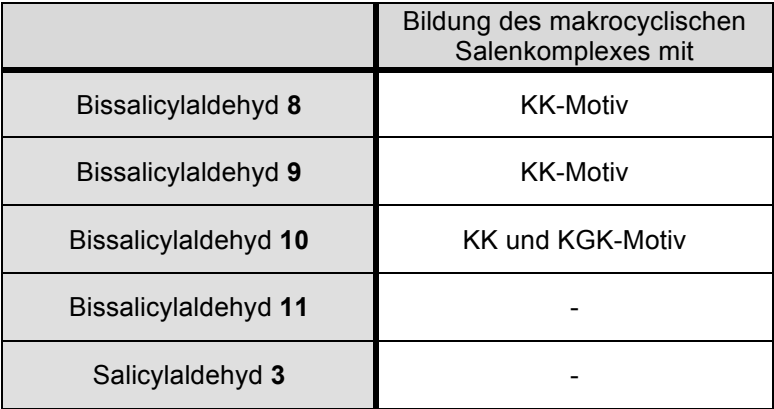 Bildung des makrocyclischen
Salenkomplexes mit
Bissalicylaldehyd 8
KK-Motiv
Bissalicylaldehyd 9
KK-Motiv
Bissalicylaldehyd 10
KK und KGK-Motiv
Bissalicylaldehyd 11
-
Salicylaldehyd 3
-